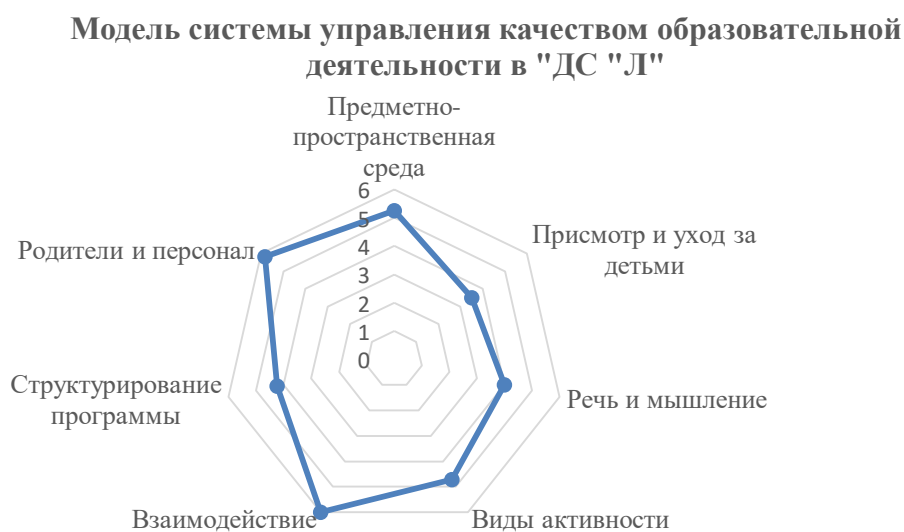 Модель системы управления качеством образовательной
деятельности в "ДС "Л"
Предметно-
пространственная
среда
6
5
4
3
2
1
0
Присмотр и уход за
детьми
Речь и мышление
Виды активности
Взаимодействие
Структурирование
программы
Родители и персонал